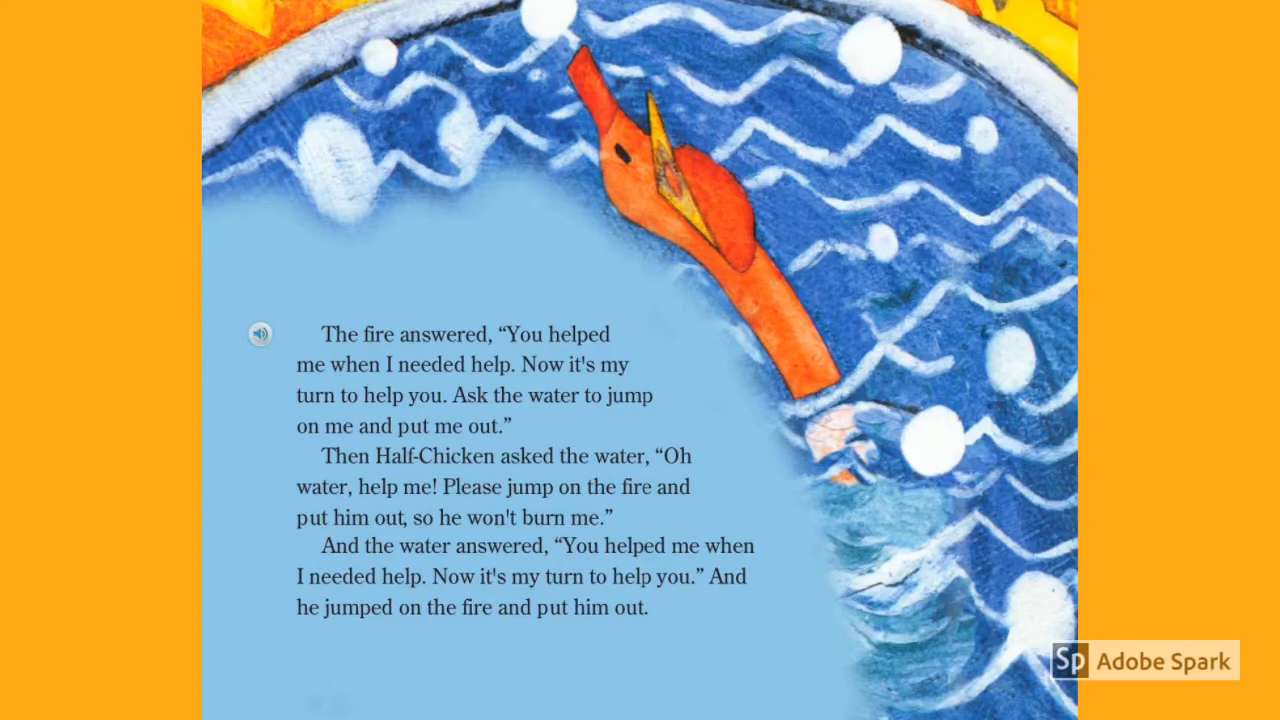 The fire answered, “You helped
me when I needed help. Now it's my
turn to help you. Ask the water to jump
on me and put me out.”
Then Half-Chicken asked the water, “Oh
water, help me! Please jump on the fire and
put him out, so he won't burn me.”
And the water answered, “You helped me when
I needed help. Now it's my turn to help you.” And
he jumped on the fire and put him out.
Sp Adobe Spark